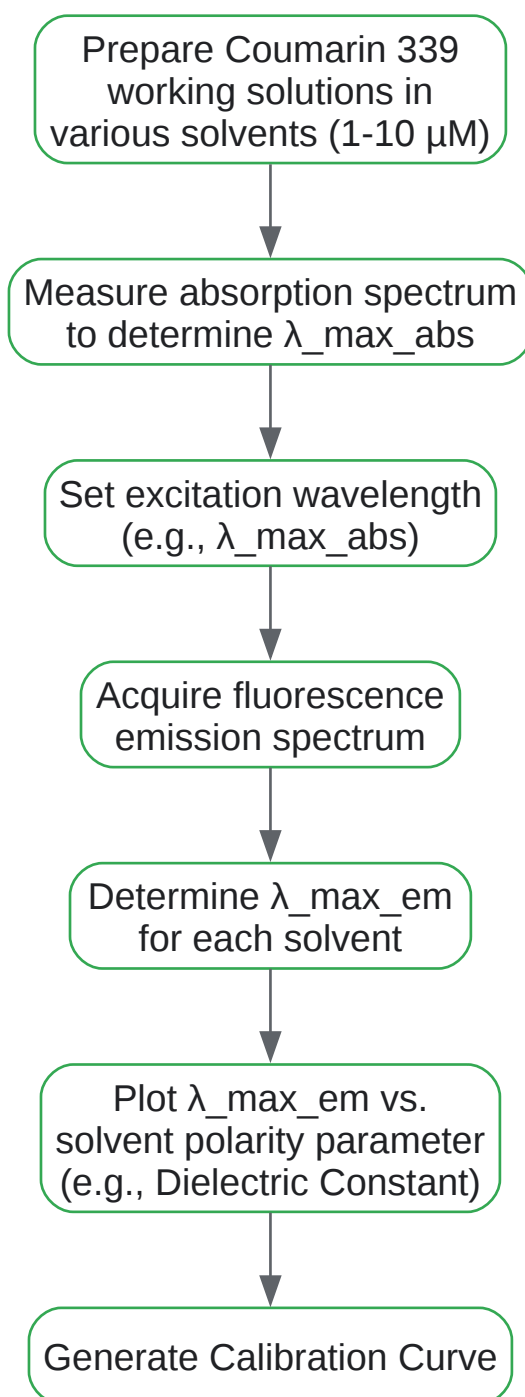 Prepare Coumarin 339
working solutions in
various solvents (1-10 µM)
Measure absorption spectrum
to determine λ_max_abs
Set excitation wavelength
(e.g., λ_max_abs)
Acquire fluorescence
emission spectrum
Determine λ_max_em
for each solvent
Plot λ_max_em vs.
solvent polarity parameter
(e.g., Dielectric Constant)
Generate Calibration Curve